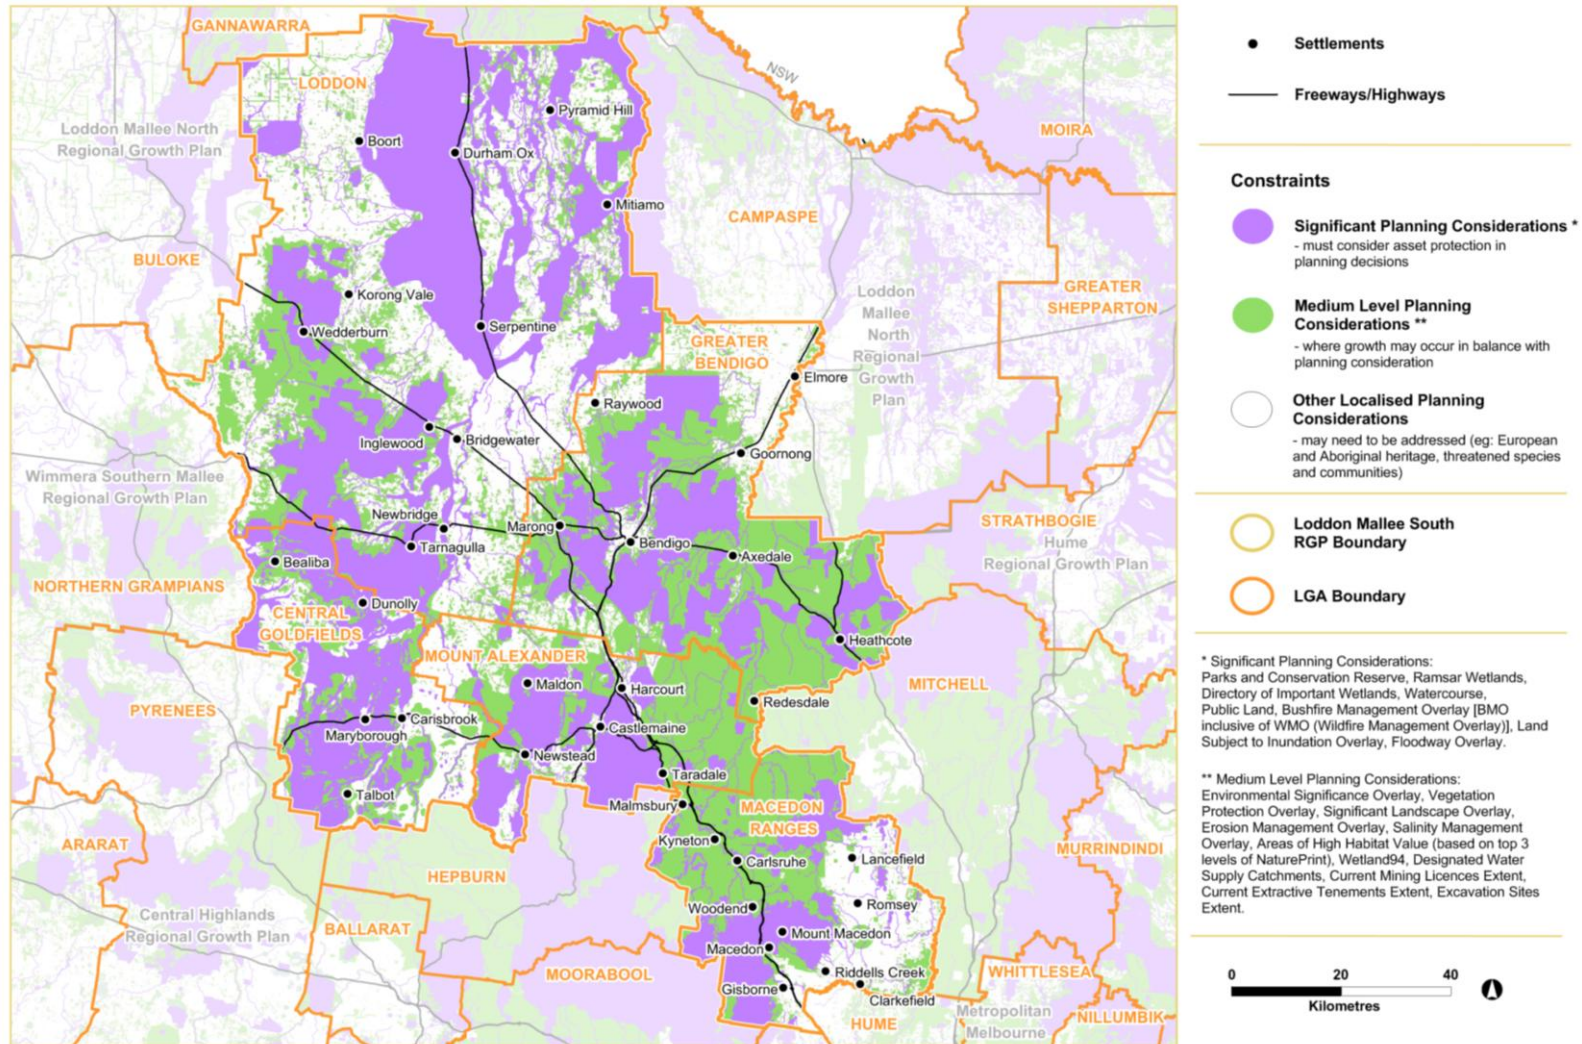 GANNAWARRA
LODDON
NSW
Loddon Mallee North
Regional Growth Plan
Boort
Pyramid Hill
Durham Ox
MOIRA
Mitiamo
CAMPASPE
BULOKE
Korong Vale
Wedderburn
Serpentine
Loddon
Mallee
North
Regional
Growth
Plan
GREATER
SHEPPARTON
GREATER
BENDIGO
Elmore
Raywood
Inglewood
Bridgewater
Goornong
Wimmera Southern Mallee
Regional Growth Plan
Newbridge
Marong
Tarnagulla
Bendigo
Axedale
STRATHBOGIE
Hume
Regional Growth Plan
Bealiba
NORTHERN GRAMPIANS
Dunolly
CENTRAL
GOLDFIELDS
Heathcote
MOUNT ALEXANDER
Maldon
Harcourt
Redesdale
MITCHELL
PYRENEES
Carisbrook
Maryborough
Castlemaine
Newstead
Taradale
Talbot
Malmsbury
MACEDON
RANGES
Kyneton
Carlsruhe
Lancefield
MURRINDINDI
ARARAT
HEPBURN
Woodend
Romsey
Central Highlands
Regional Growth Plan
BALLARAT
Mount Macedon
Macedon
MOORABOOL
Riddells Creek
WHITTLESEA
Gisborne
Clarkefield
HUME
Metropolitan
Melbourne
NILLUMBIK
Settlements
Freeways/Highways
Constraints
Significant Planning Considerations *
- must consider asset protection in
planning decisions
Medium Level Planning
Considerations **
- where growth may occur in balance with
planning consideration
Other Localised Planning
Considerations
- may need to be addressed (eg: European
and Aboriginal heritage, threatened species
and communities)
Loddon Mallee South
RGP Boundary
LGA Boundary
* Significant Planning Considerations:
Parks and Conservation Reserve, Ramsar Wetlands,
Directory of Important Wetlands, Watercourse,
Public Land, Bushfire Management Overlay [BMO
inclusive of WMO (Wildfire Management Overlay)], Land
Subject to Inundation Overlay, Floodway Overlay.
** Medium Level Planning Considerations:
Environmental Significance Overlay, Vegetation
Protection Overlay, Significant Landscape Overlay,
Erosion Management Overlay, Salinity Management
Overlay, Areas of High Habitat Value (based on top 3
levels of NaturePrint), Wetland94, Designated Water
Supply Catchments, Current Mining Licences Extent,
Current Extractive Tenements Extent, Excavation Sites
Extent.
0 20 40
Kilometres